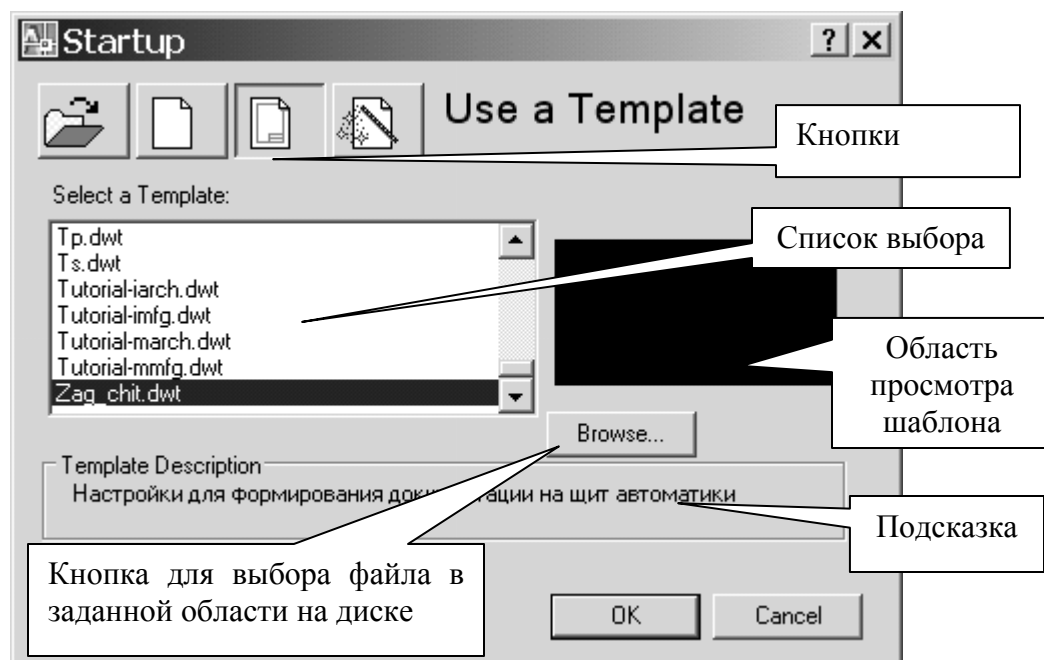 Startup
Use a Template
Кнопки
Select a Template:
Tp.dwt
Ts.dwt
Tutorial-iarch.dwt
Tutorial-imfg.dwt
Tutorial-march.dwt
Tutorial-mmfg.dwt
Zag_chit.dwt
Список выбора
Область
просмотра
шаблона
Browse...
Template Description
Настройки для формирования документации на щит автоматики
Подсказка
Кнопка для выбора файла в
заданной области на диске
OK
Cancel